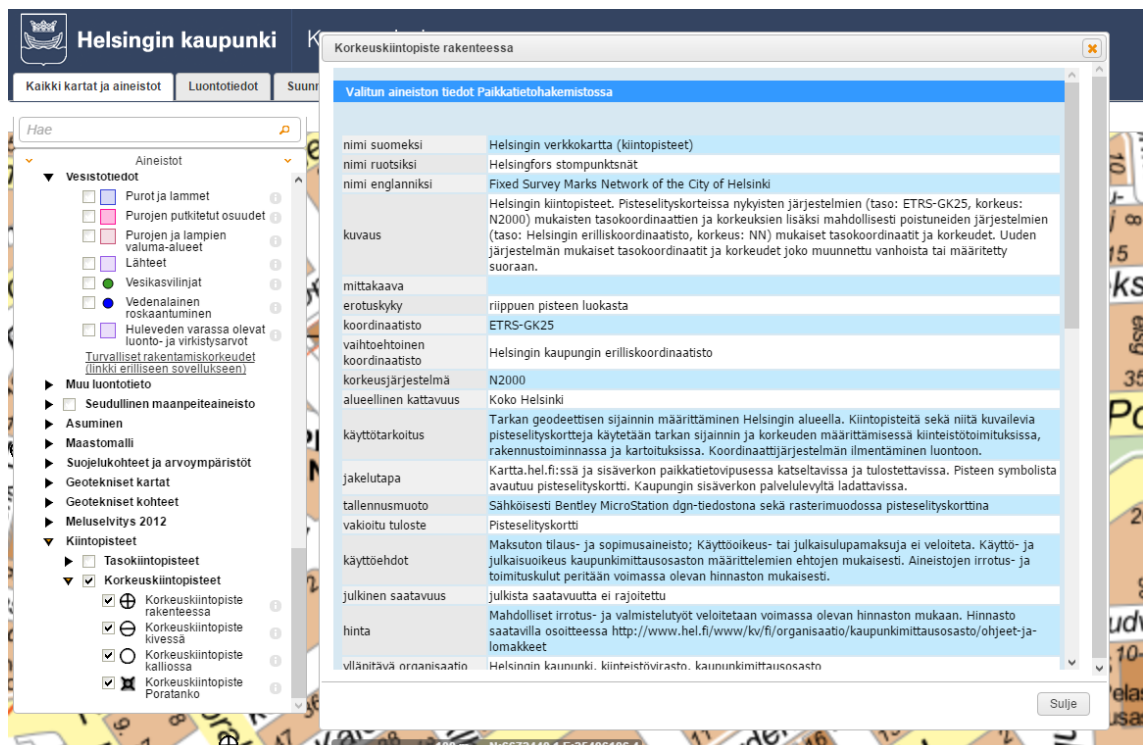 Helsingin kaupunki
Kaikki kartat ja aineistot
Luontotiedot
Hae
Aineistot
Vesistotiedot
Purot ja lammet
Purojen putkitetut osuudet
Purojen ja lampien
valuma-alueet
Lähteet
Vesikasvilinjat
Vedenalainen
roskaantuminen
Huleveden varassa olevat
luonto- ja virkistysarvot
Turvalliset rakentamiskorkeudet
(linkki erilliseen sovellukseen)
Muu luontotieto
Seudullinen maanpeiteaineisto
Asuminen
Maastomalli
Suojelukohteet ja arvoympäristöt
Geotekniset kartat
Geotekniset kohteet
Meluselvitys 2012
Kiintopisteet
Tasokiintopisteet
Korkeuskiintopisteet
Korkeuskiintopiste
rakenteessa
Korkeuskiintopiste
kivessä
Korkeuskiintopiste
kalliossa
Korkeuskiintopiste
Poratanko
Korkeuskiintopiste rakenteessa
Valitun aineiston tiedot Paikkatietohakemistossa
nimi suomeksi Helsingin verkkokartta (kiintopisteet)
nimi ruotsiksi Helsingfors stompunktsnät
nimi englanniksi Fixed Survey Marks Network of the City of Helsinki
kuvaus Helsingin kiintopisteet. Pisteselityskorteissa nykyisten järjestelmien (taso: ETRS-GK25, korkeus:
N2000) mukaisten tasokoordinaattien ja korkeuksien lisäksi mahdollisesti poistuneiden järjestelmien
(taso: Helsingin erilliskoordinaatisto, korkeus: NN) mukaiset tasokoordinaatit ja korkeudet. Uuden
järjestelmän mukaiset tasokoordinaatit ja korkeudet joko muunnettu vanhoista tai määritetty
suoraan.
mittakaava
erotuskyky riippuen pisteen luokasta
koordinaatisto ETRS-GK25
vaihtoehtoinen
koordinaatisto Helsingin kaupungin erilliskoordinaatisto
korkeusjärjestelmä N2000
alueellinen kattavuus Koko Helsinki
käyttötarkoitus Tarkan geodeettisen sijainnin määrittäminen Helsingin alueella. Kiintopisteitä sekä niitä kuvailevia
pisteselityskortteja käytetään tarkan sijainnin ja korkeuden määrittämisessä kiinteistötoimituksissa,
rakennustoiminnassa ja kartoituksissa. Koordinaattijärjestelmän ilmentäminen luontoon.
jakelutapa Kartta.hel.fi:ssä ja sisäverkon paikkatietovipusessa katseltavissa ja tulostettavissa. Pisteen symbolista
avautuu pisteselityskortti. Kaupungin sisäverkon palvelulevyltä ladattavissa.
tallennusmuoto Sähköisesti Bentley MicroStation dgn-tiedostona sekä rasterimuodossa pisteselityskorttina
vakioitu tuloste Pisteselityskortti
käyttöehdot Maksuton tilaus- ja sopimusaineisto; Käyttöoikeus- tai julkaisulupamaksuja ei veloiteta. Käyttö- ja
julkaisuoikeus kaupunkimittausosaston määrittelemien ehtojen mukaisesti. Aineistojen irrotus- ja
toimituskulut peritään voimassa olevan hinnaston mukaisesti.
julkinen saatavuus julkista saatavuutta ei rajoitettu
hinta Mahdolliset irrotus- ja valmistelutyöt veloitetaan voimassa olevan hinnaston mukaan. Hinnasto
saatavilla osoitteessa http://www.hel.fi/www/kv/fi/organisaatio/kaupunkimittausosasto/ohjeet-ja-
lomakkeet
ylläpitävä organisaatio Helsingin kaupunki, kiinteistövirasto, kaupunkimittausosasto
Sulje